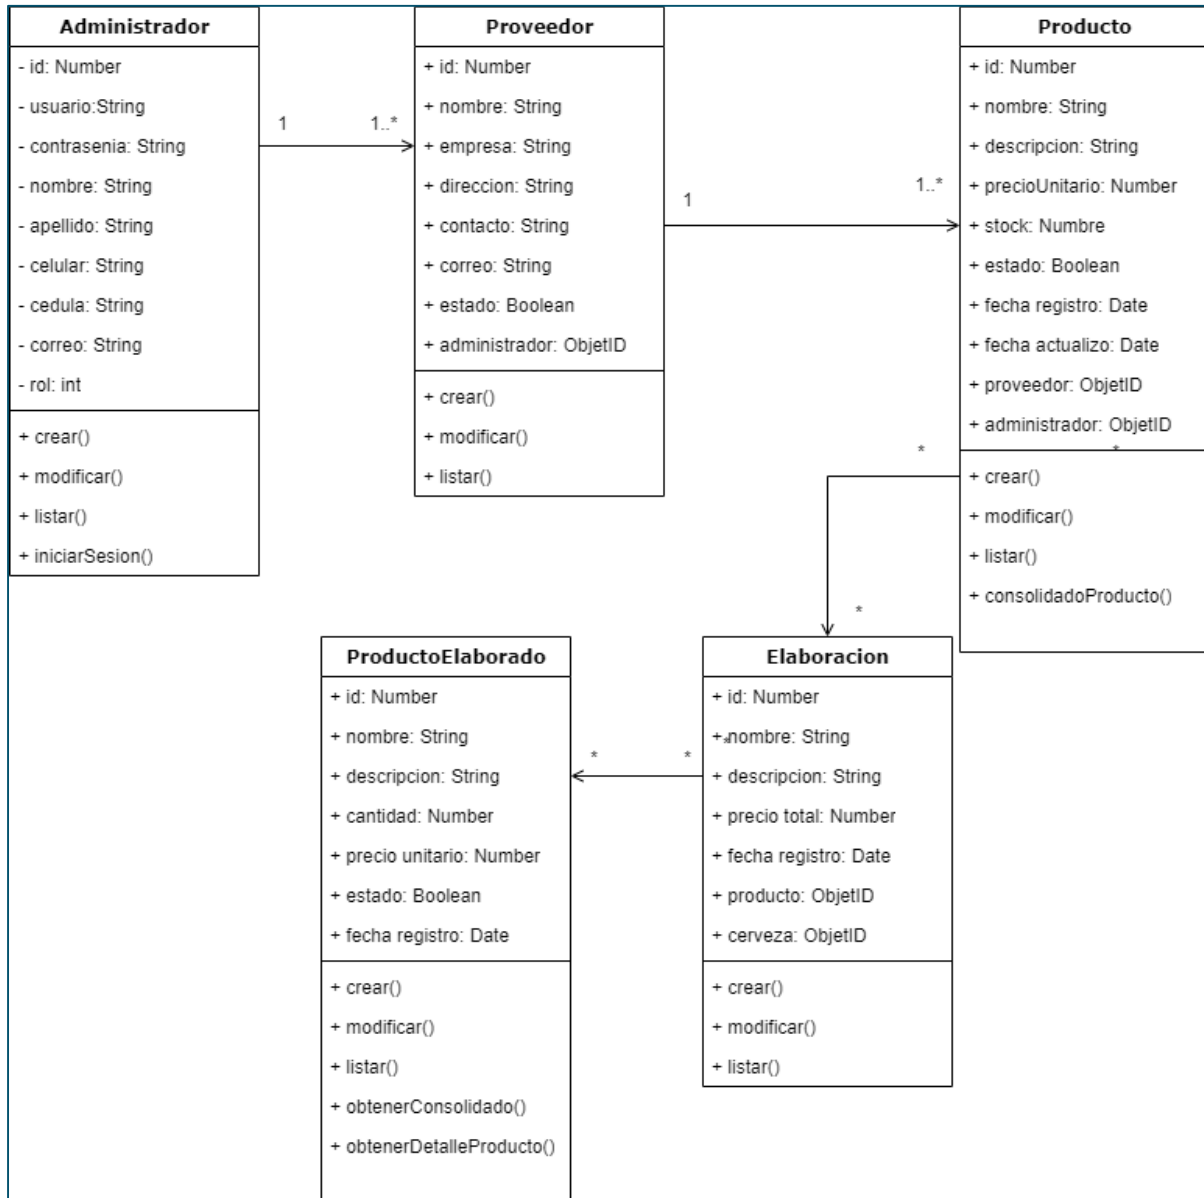 Administrador
- id: Number
- usuario:String
- contrasenia: String
- nombre: String
- apellido: String
- celular: String
- cedula: String
- correo: String
- rol: int
+ crear()
+ modificar()
+ listar()
+ iniciarSesion()
1
1..*
Proveedor
+ id: Number
+ nombre: String
+ empresa: String
+ direccion: String
+ contacto: String
+ correo: String
+ estado: Boolean
+ administrador: ObjetID
+ crear()
+ modificar()
+ listar()
1
1..*
Producto
+ id: Number
+ nombre: String
+ descripcion: String
+ precioUnitario: Number
+ stock: Numbre
+ estado: Boolean
+ fecha registro: Date
+ fecha actualizo: Date
+ proveedor: ObjetID
+ administrador: ObjetID
*
+ crear()
+ modificar()
+ listar()
+ consolidadoProducto()
*
*
ProductoElaborado
+ id: Number
+ nombre: String
+ descripcion: String
+ cantidad: Number
+ precio unitario: Number
+ estado: Boolean
+ fecha registro: Date
+ crear()
+ modificar()
+ listar()
+ obtenerConsolidado()
+ obtenerDetalleProducto()
*
*
Elaboracion
+ id: Number
+*nombre: String
+ descripcion: String
+ precio total: Number
+ fecha registro: Date
+ producto: ObjetID
+ cerveza: ObjetID
+ crear()
+ modificar()
+ listar()